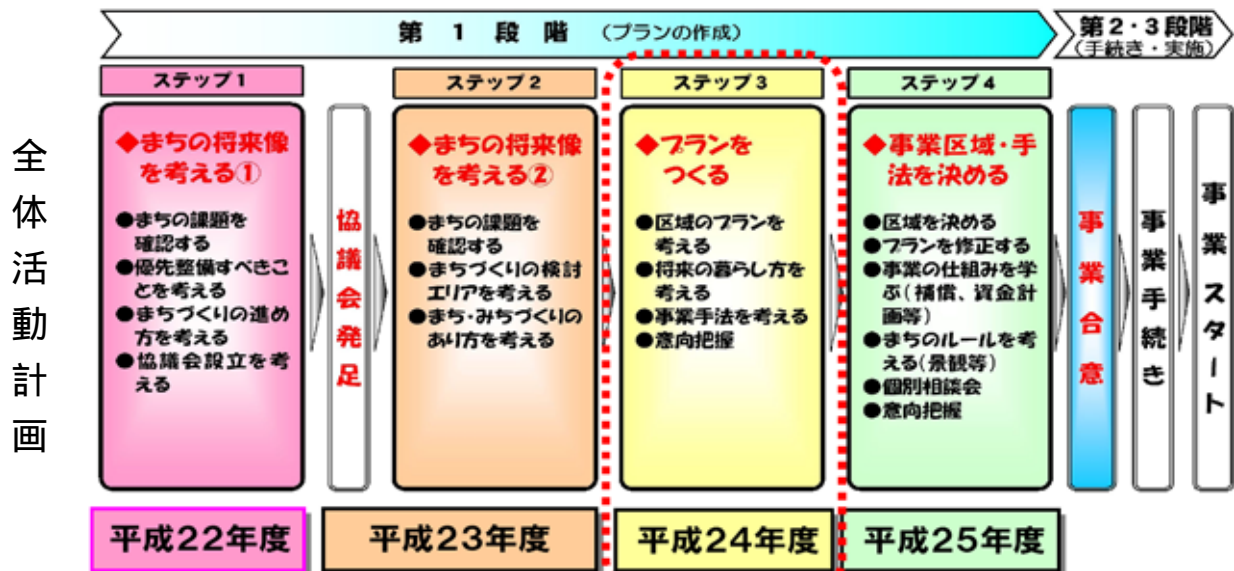 全体活動計画
第1段階(プランの作成)
第2・3段階
(手続き・実施)
ステップ1
◆まちの将来像
を考える①
●まちの課題を
確認する
●優先整備すべきこ
とを考える
●まちづくりの進め
方を考える
●協議会設立を考
える
平成22年度
協議会発足
ステップ2
◆まちの将来像
を考える②
●まちの課題を
確認する
●まちづくりの検討
エリアを考える
●まち・みちづくりの
あり方を考える
平成23年度
ステップ3
◆プランを
つくる
●区域のプランを
考える
●将来の暮らし方を
考える
●事業手法を考える
●意向把握
平成24年度
ステップ4
◆事業区域・手
法を決める
●区域を決める
●プランを修正する
●事業の仕組みを学
ぶ(補償、資金計
画等)
●まちのルールを考
える(景観等)
●個別相談会
●意向把握
平成25年度
事業合意
事業手続き
事業スタート